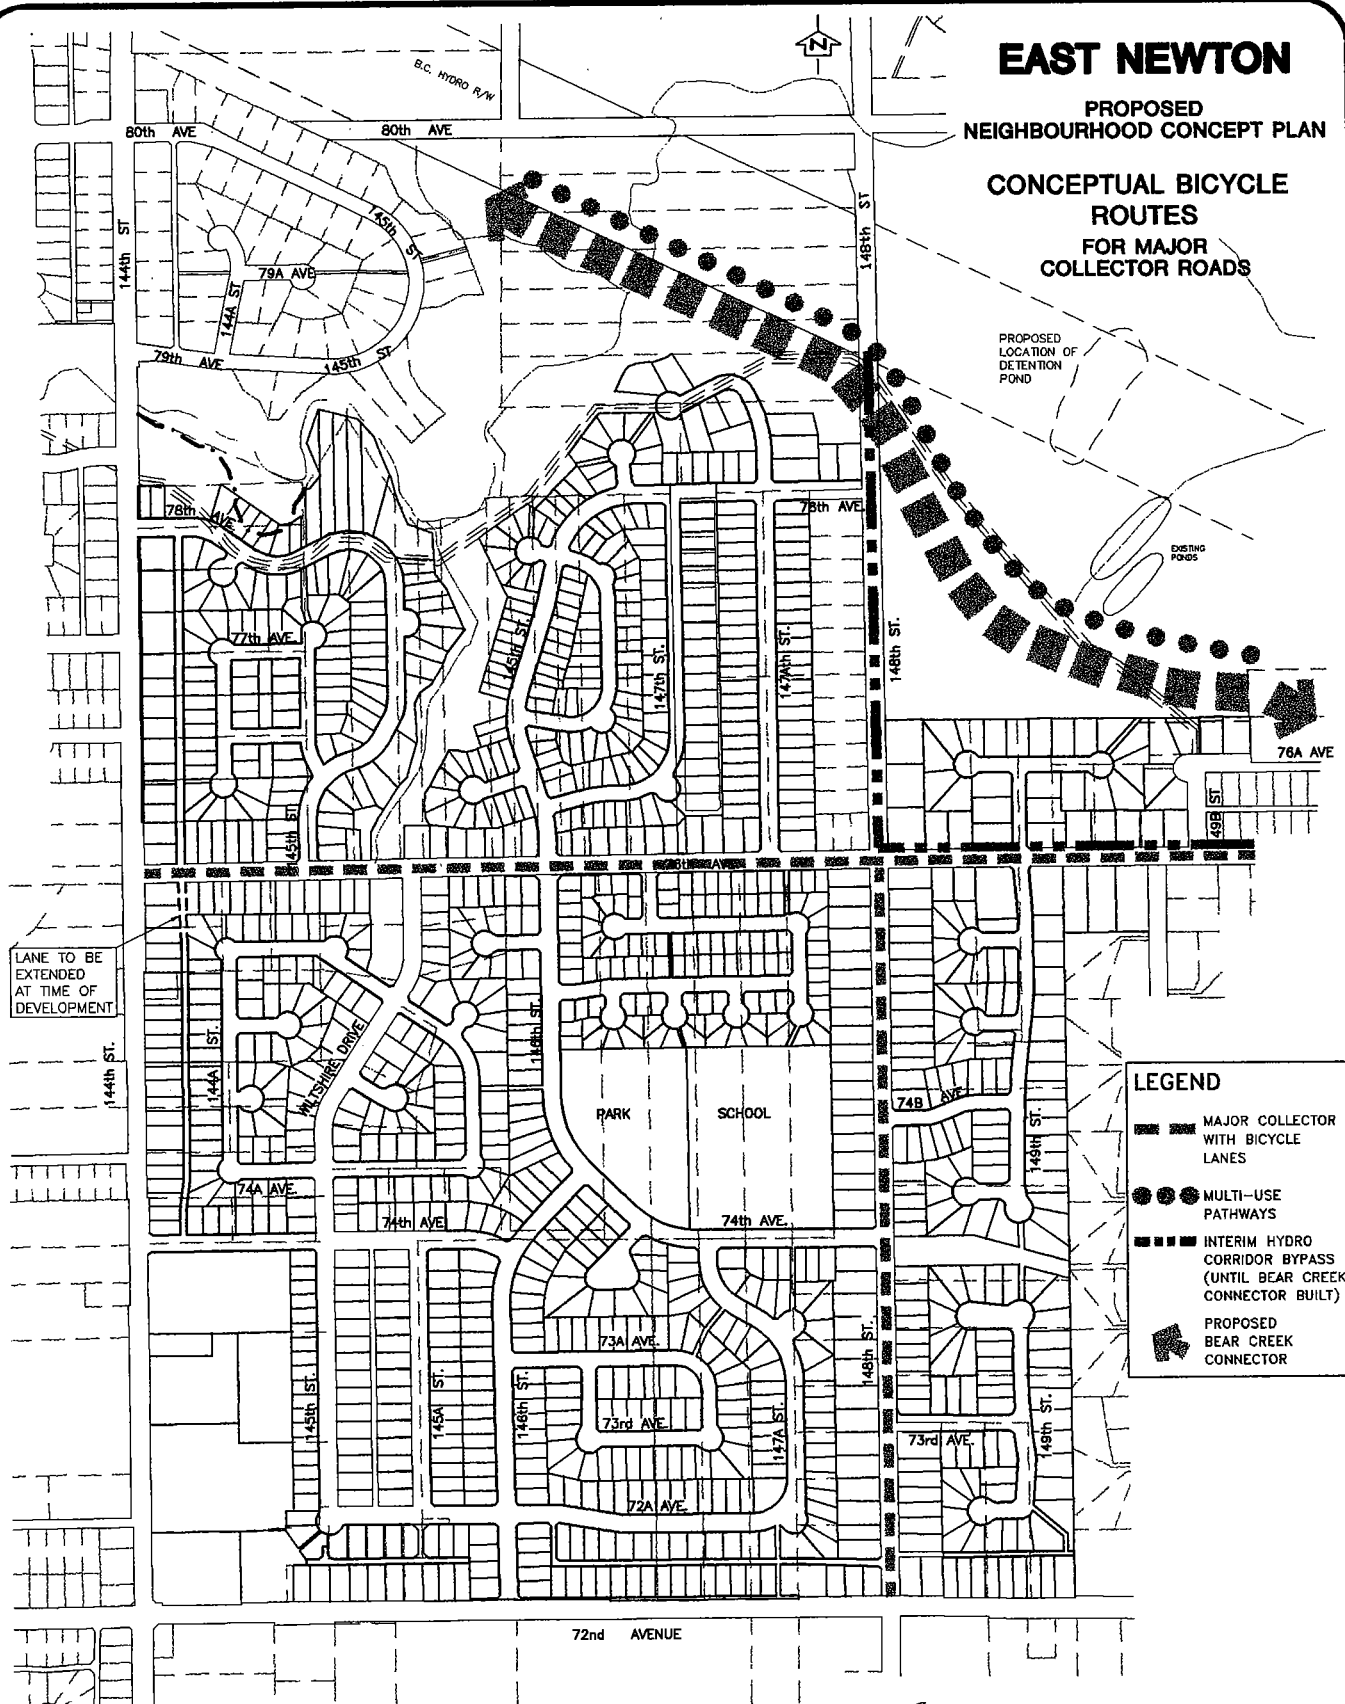 EAST NEWTON
PROPOSED
NEIGHBOURHOOD CONCEPT PLAN
CONCEPTUAL BICYCLE
ROUTES
FOR MAJOR
COLLECTOR ROADS
N
B.C. HYDRO R/W
80th AVE
80th AVE
144th ST
145th ST
148th ST
79A AVE
144A ST
79th AVE
145th ST
PROPOSED
LOCATION OF
DETENTION
POND
EXISTING
PONDS
78th AVE.
78th AVE.
77th AVE.
145th ST.
147th ST.
147Ath ST.
148th ST.
76A AVE
149B ST
145th ST.
LANE TO BE
EXTENDED
AT TIME OF
DEVELOPMENT
144th ST.
144A ST.
WILTSHIRE DRIVE
146th ST.
PARK
SCHOOL
74B AVE
149th ST.
74A AVE.
74th AVE.
74th AVE.
LEGEND
MAJOR COLLECTOR
WITH BICYCLE
LANES
MULTI-USE
PATHWAYS
INTERIM HYDRO
CORRIDOR BYPASS
(UNTIL BEAR CREEK
CONNECTOR BUILT)
PROPOSED
BEAR CREEK
CONNECTOR
73A AVE.
148th ST.
145th ST.
145A ST.
146th ST.
73rd AVE.
147A ST.
73rd AVE.
149th ST.
72A AVE.
72nd AVENUE